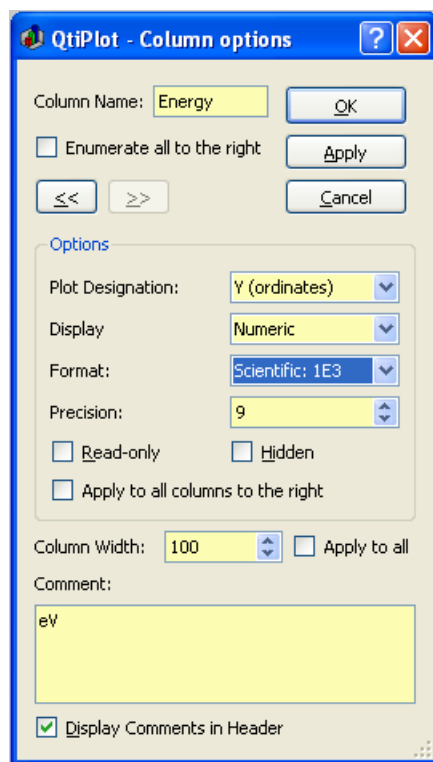 QtiPlot - Column options
Column Name: Energy
OK
Enumerate all to the right
Apply
<< >>
Cancel
Options
Plot Designation: Y (ordinates)
Display Numeric
Format: Scientific: 1E3
Precision: 9
Read-only Hidden
Apply to all columns to the right
Column Width: 100 Apply to all
Comment:
eV
Display Comments in Header